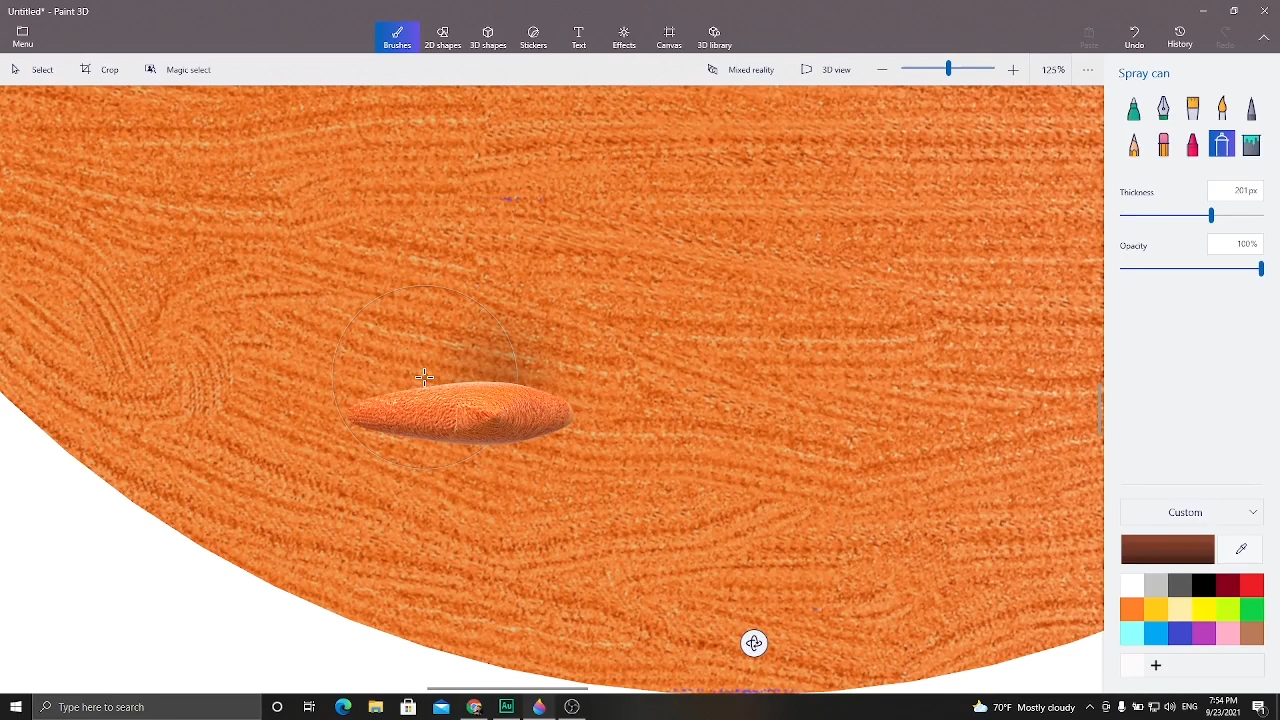 Untitled* - Paint 3D
Menu
Brushes
2D shapes
3D shapes
Stickers
Text
Effects
Canvas
3D library
Paste
Undo
History
Redo
Select
Crop
Magic select
Mixed reality
3D view
125%
Spray can
Thickness
201px
Opacity
100%
Custom
Type here to search
Au
70°F Mostly cloudy
7:54 PM
9/23/2021